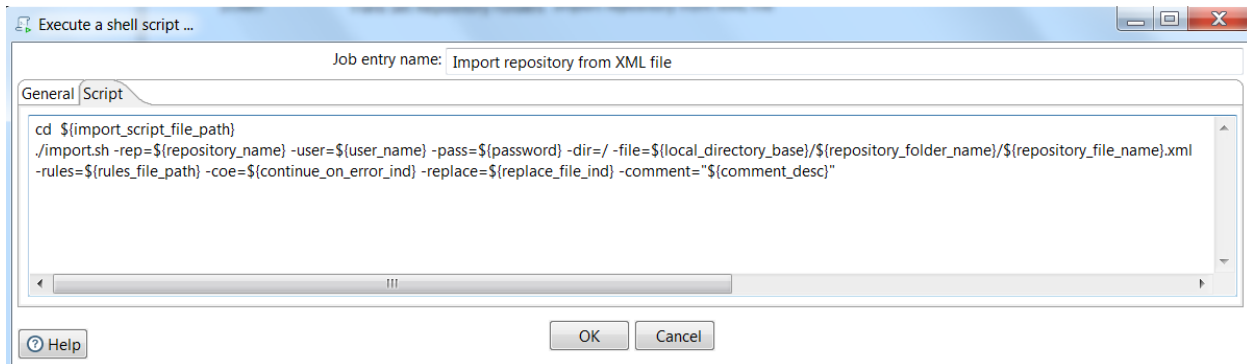 Execute a shell script ...
Job entry name: Import repository from XML file
General Script
cd  ${import_script_file_path}
./import.sh -rep=${repository_name} -user=${user_name} -pass=${password} -dir=/ -file=${local_directory_base}/${repository_folder_name}/${repository_file_name}.xml
-rules=${rules_file_path} -coe=${continue_on_error_ind} -replace=${replace_file_ind} -comment="${comment_desc}"
OK Cancel
Help